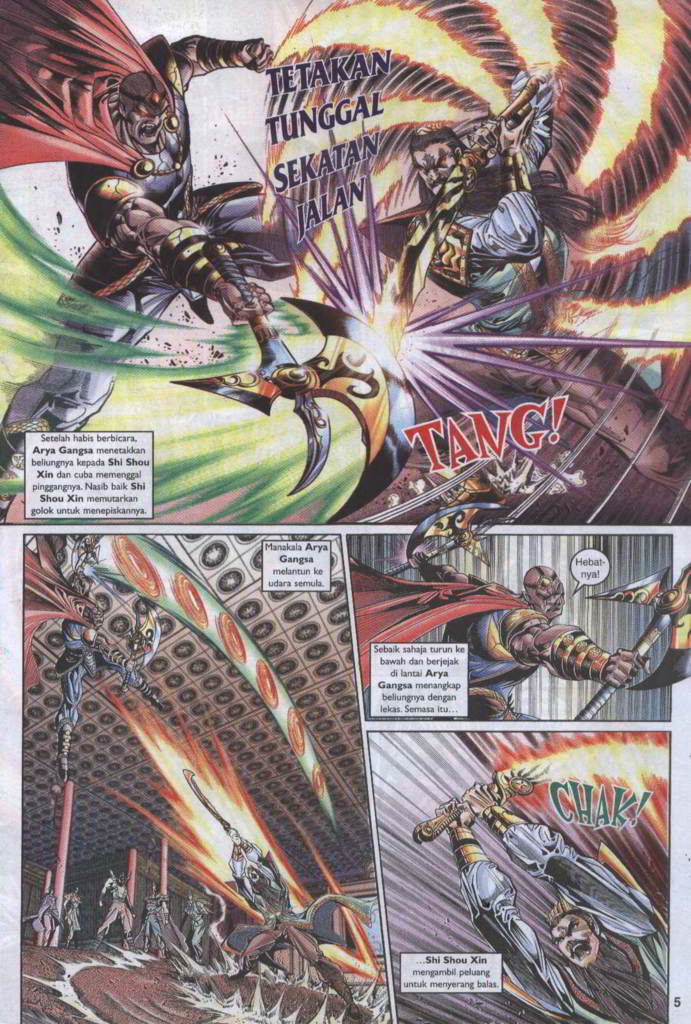 TETAKAN
TUNGGAL
SEKATAN
JALAN
TANG!
Setelah habis berbicara,
Arya Gangsa menetakkan
beliungnya kepada Shi Shou
Xin dan cuba memenggal
pinggangnya. Nasib baik Shi
Shou Xin memutarkan
golok untuk menepiskannya.
Manakala Arya
Gangsa
melantun ke
udara semula.
Hebat-
nya!
Sebaik sahaja turun ke
bawah dan berjejak
di lantai Arya
Gangsa menangkap
beliungnya dengan
lekas. Semasa itu...
CHAK!
...Shi Shou Xin
mengambil peluang
untuk menyerang balas.
5